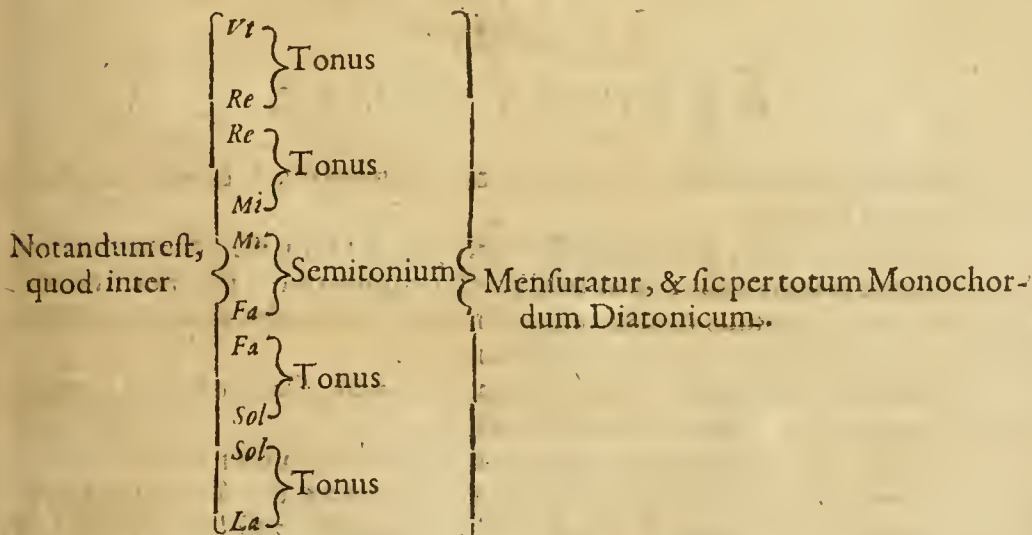 Vt
Tonus
Re
Re
Tonus
Mi
Notandum eſt,
quod inter.
Mi
Semitonium
Fa
Menſuratur, & ſic per totum Monochor-
dum Diatonicum.
Fa
Tonus
Sol
Sol
Tonus
La